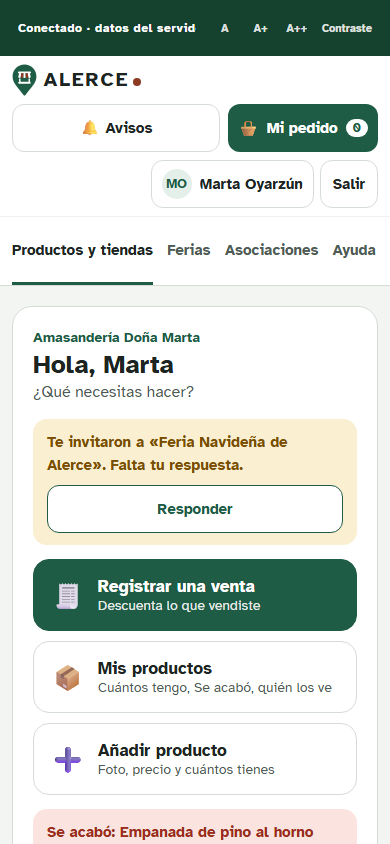 Conectado · datos del servid
A A+ A++ Contraste
ALERCE
Avisos
Mi pedido 0
MO Marta Oyarzún
Salir
Productos y tiendas Ferias Asociaciones Ayuda
Amasandería Doña Marta
Hola, Marta
¿Qué necesitas hacer?
Te invitaron a «Feria Navideña de
Alerce». Falta tu respuesta.
Responder
Registrar una venta
Descuenta lo que vendiste
Mis productos
Cuántos tengo, Se acabó, quién los ve
Añadir producto
Foto, precio y cuántos tienes
Se acabó: Empanada de pino al horno